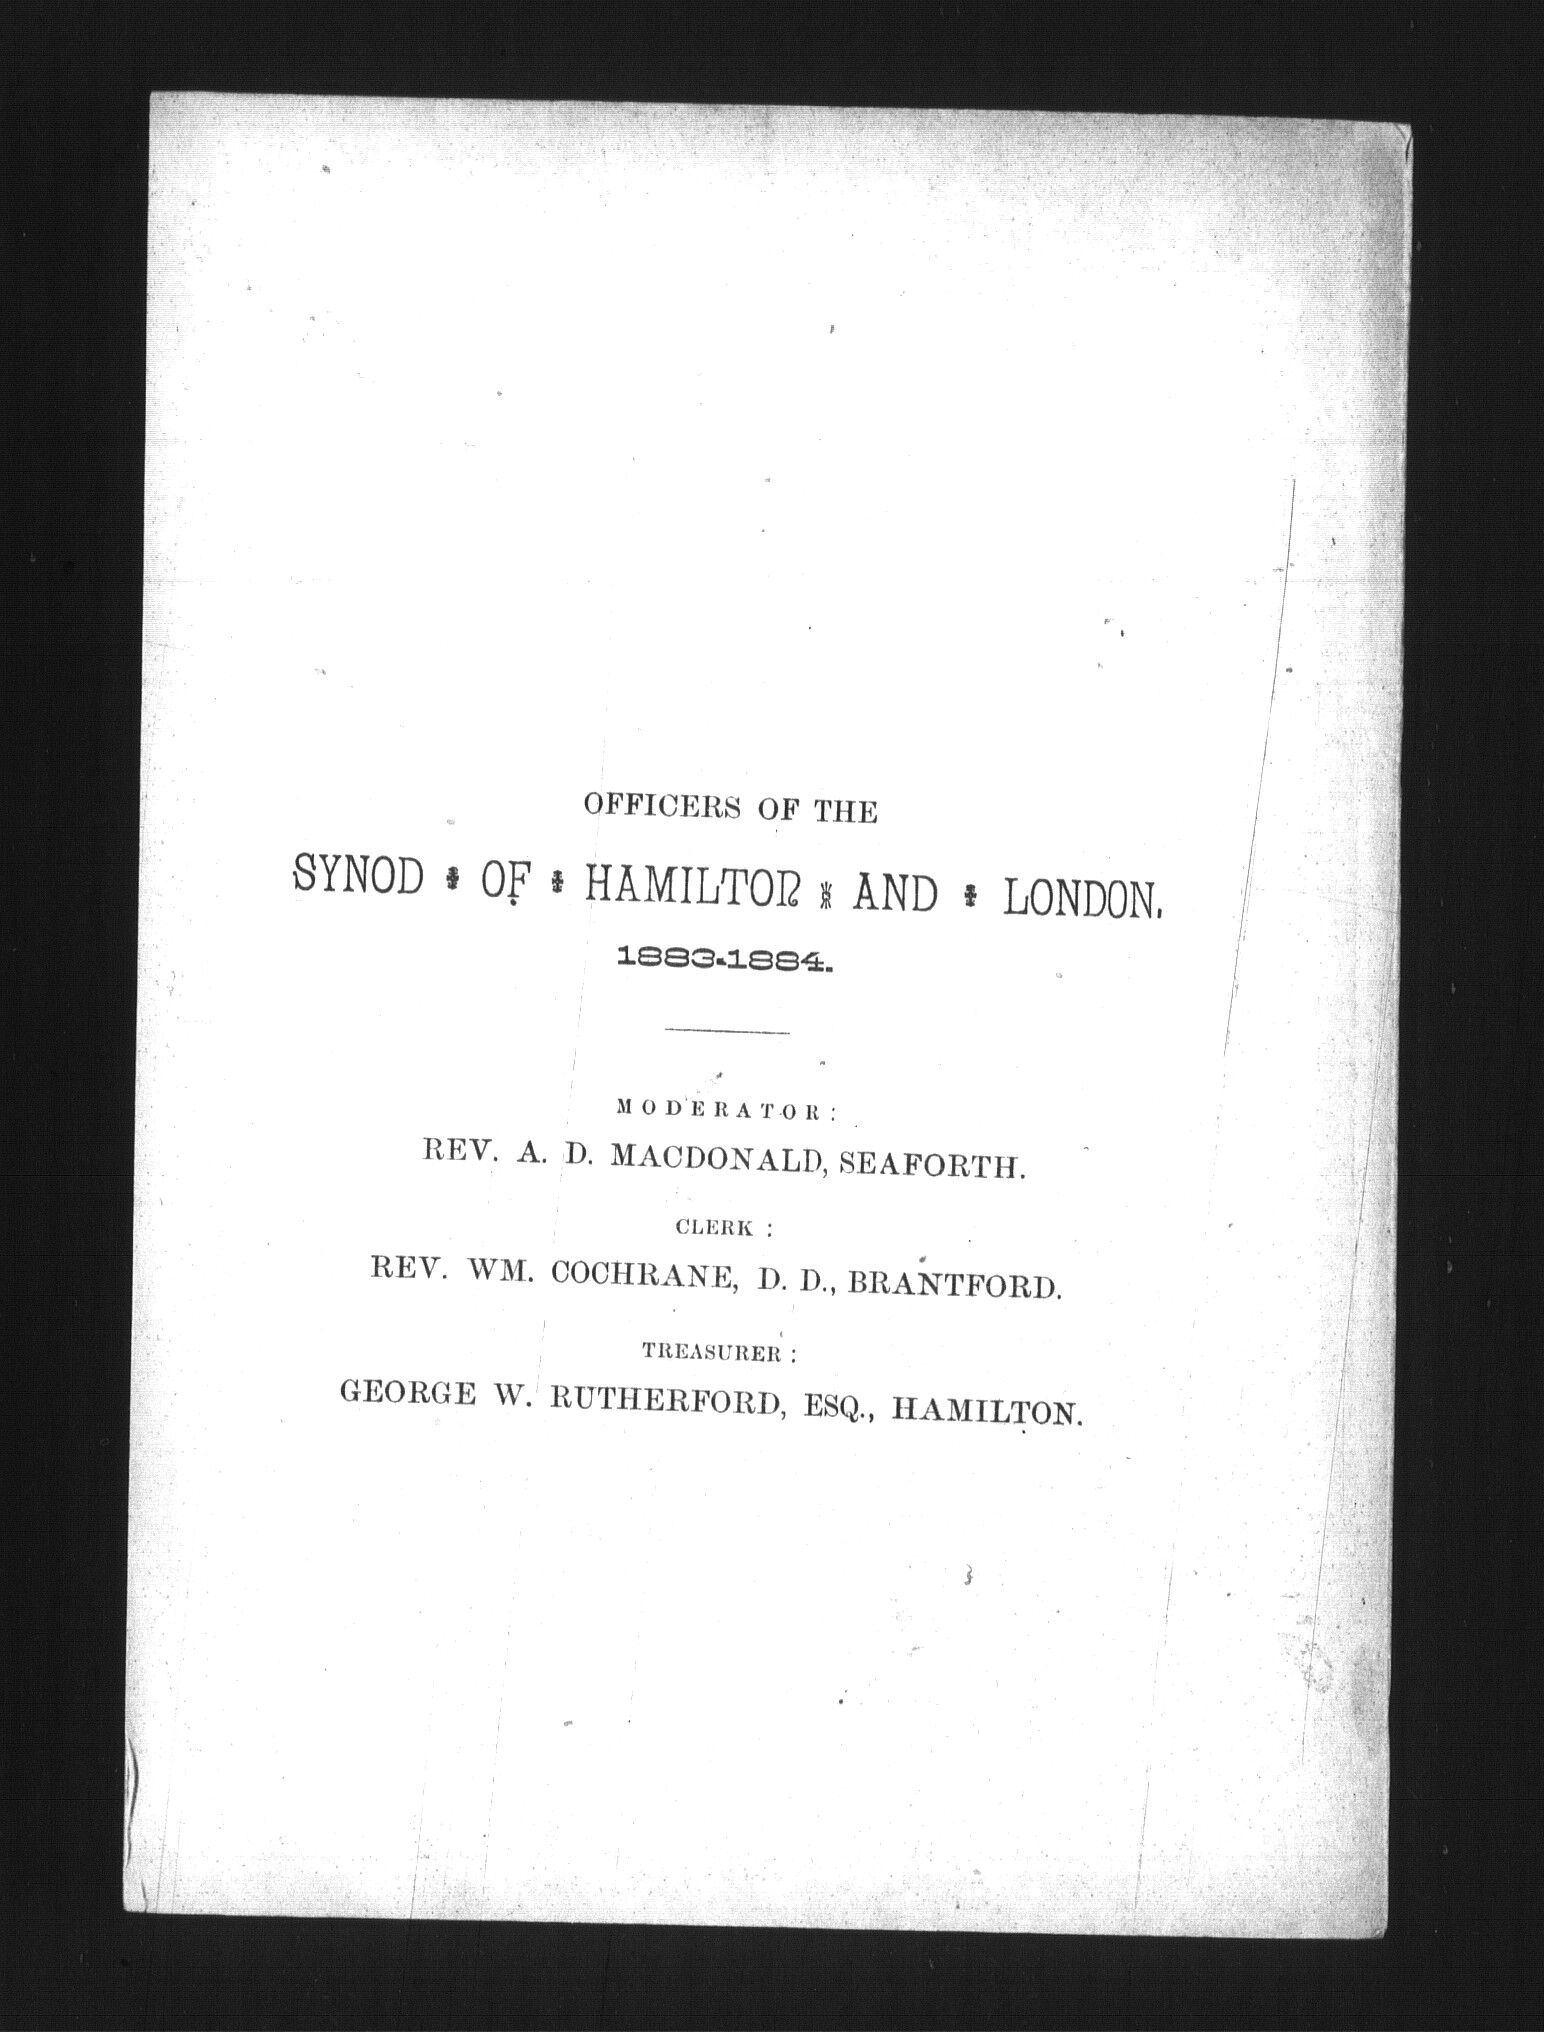 OFFICERS OF THE
SYNOD OF HAMILTON AND LONDON.
1883-1884.
MODERATOR:
REV. A. D. MACDONALD, SEAFORTH.
CLERK:
REV. WM. COCHRANE, D. D., BRANTFORD.
TREASURER:
GEORGE W. RUTHERFORD, ESQ., HAMILTON.